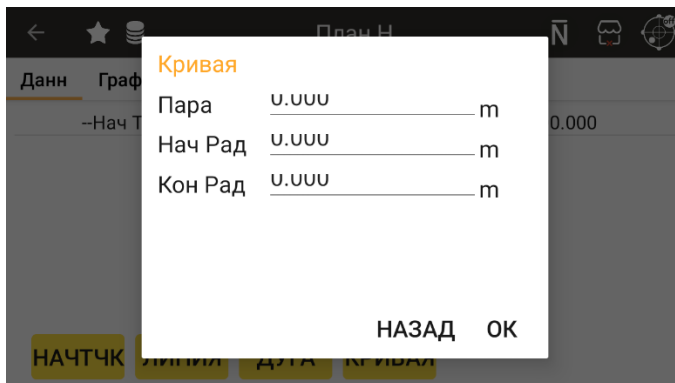 План Н
N
off
Данн Граф
--Нач Т
0.000
Кривая
Пара 0.000 m
Нач Рад 0.000 m
Кон Рад 0.000 m
НАЗАД OK
НАЧТЧК ЛИНИЯ ДУГА КРИВАЯ